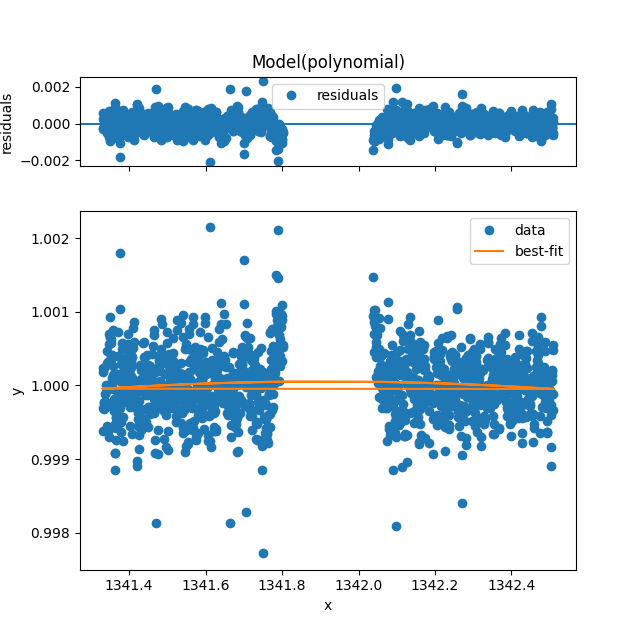 Model(polynomial)
residuals
0.002
0.000
−0.002
residuals
y
1.002
1.001
1.000
0.999
0.998
data
best-fit
1341.4 1341.6 1341.8 1342.0 1342.2 1342.4
x